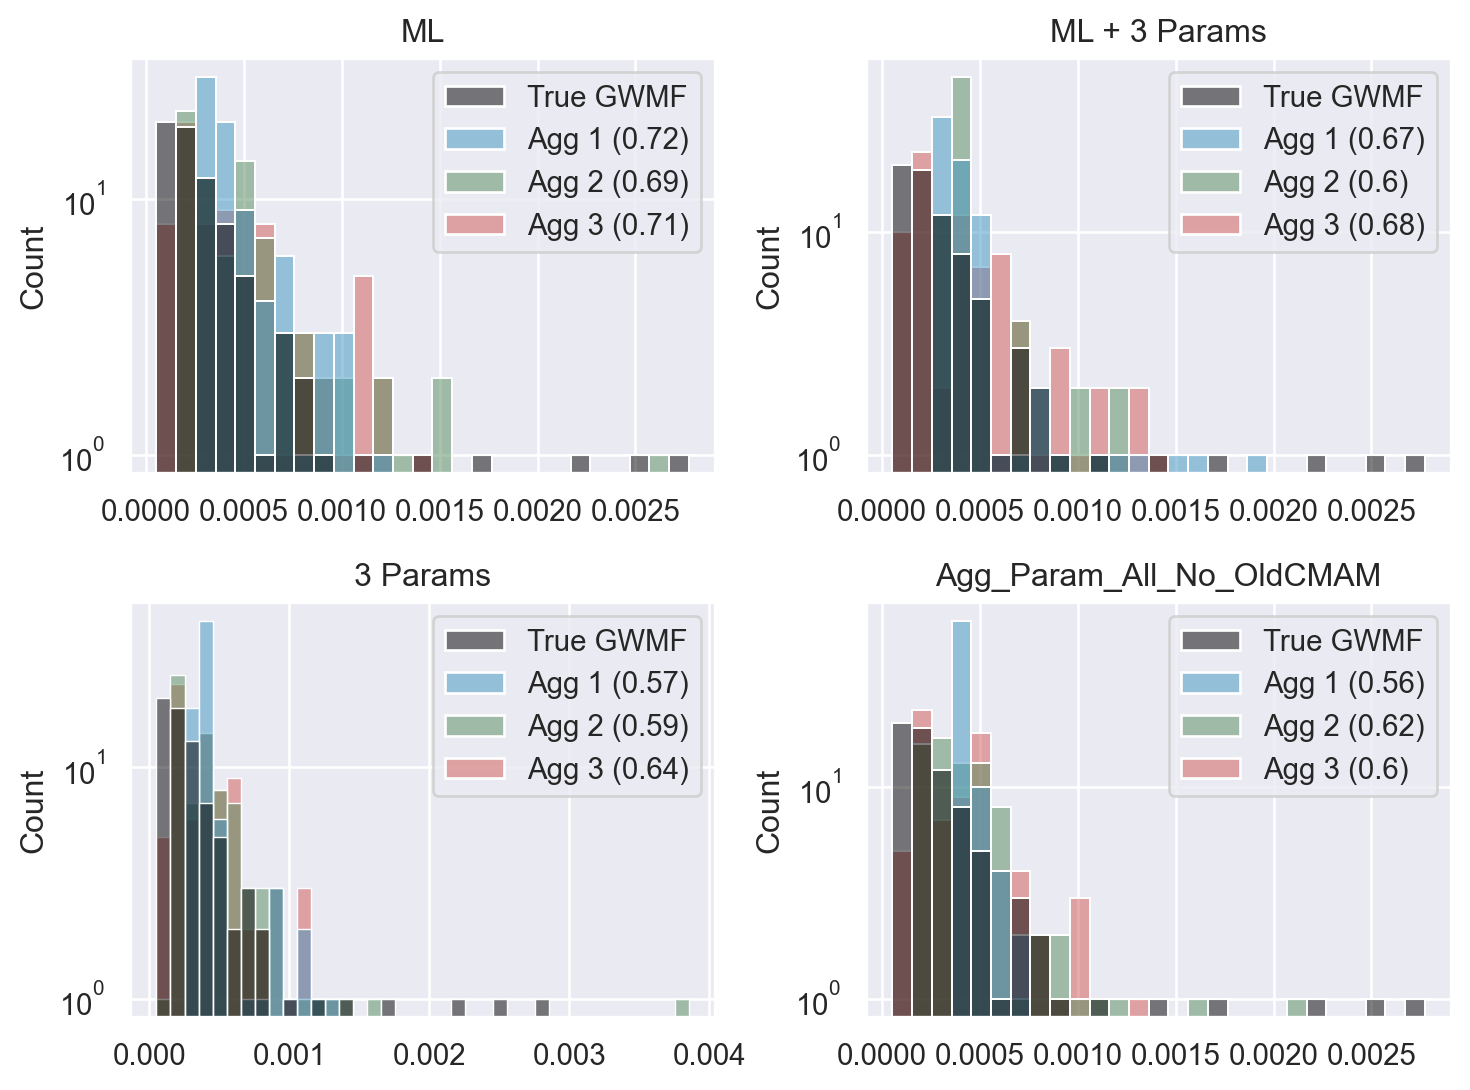 ML
True GWMF
Agg 1 (0.72)
Agg 2 (0.69)
Agg 3 (0.71)
Count
10^1
10^0
0.0000 0.0005 0.0010 0.0015 0.0020 0.0025
ML + 3 Params
True GWMF
Agg 1 (0.67)
Agg 2 (0.6)
Agg 3 (0.68)
Count
10^1
10^0
0.0000 0.0005 0.0010 0.0015 0.0020 0.0025
3 Params
True GWMF
Agg 1 (0.57)
Agg 2 (0.59)
Agg 3 (0.64)
Count
10^1
10^0
0.000 0.001 0.002 0.003 0.004
Agg_Param_All_No_OldCMAM
True GWMF
Agg 1 (0.56)
Agg 2 (0.62)
Agg 3 (0.6)
Count
10^1
10^0
0.0000 0.0005 0.0010 0.0015 0.0020 0.0025